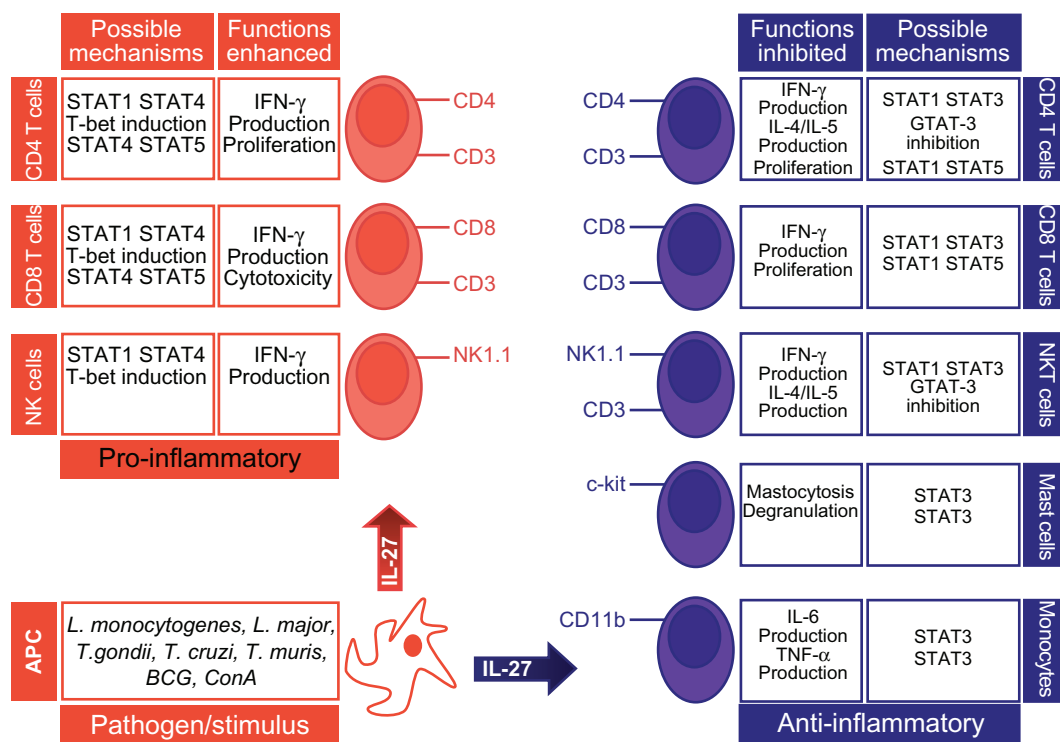 Possible
mechanisms
Functions
enhanced
CD4 T cells
STAT1 STAT4
T-bet induction
STAT4 STAT5
IFN-γ
Production
Proliferation
CD4
CD3
CD8 T cells
STAT1 STAT4
T-bet induction
STAT4 STAT5
IFN-γ
Production
Cytotoxicity
CD8
CD3
NK cells
STAT1 STAT4
T-bet induction
IFN-γ
Production
NK1.1
Pro-inflammatory
IL-27
APC
L. monocytogenes, L. major,
T.gondii, T. cruzi, T. muris,
BCG, ConA
Pathogen/stimulus
IL-27
Functions
inhibited
Possible
mechanisms
CD4
CD3
IFN-γ
Production
IL-4/IL-5
Production
Proliferation
STAT1 STAT3
GTAT-3
inhibition
STAT1 STAT5
CD4 T cells
CD8
CD3
IFN-γ
Production
Proliferation
STAT1 STAT3
STAT1 STAT5
CD8 T cells
NK1.1
CD3
IFN-γ
Production
IL-4/IL-5
Production
STAT1 STAT3
GTAT-3
inhibition
NKT cells
c-kit
Mastocytosis
Degranulation
STAT3
STAT3
Mast cells
CD11b
IL-6
Production
TNF-α
Production
STAT3
STAT3
Monocytes
Anti-inflammatory